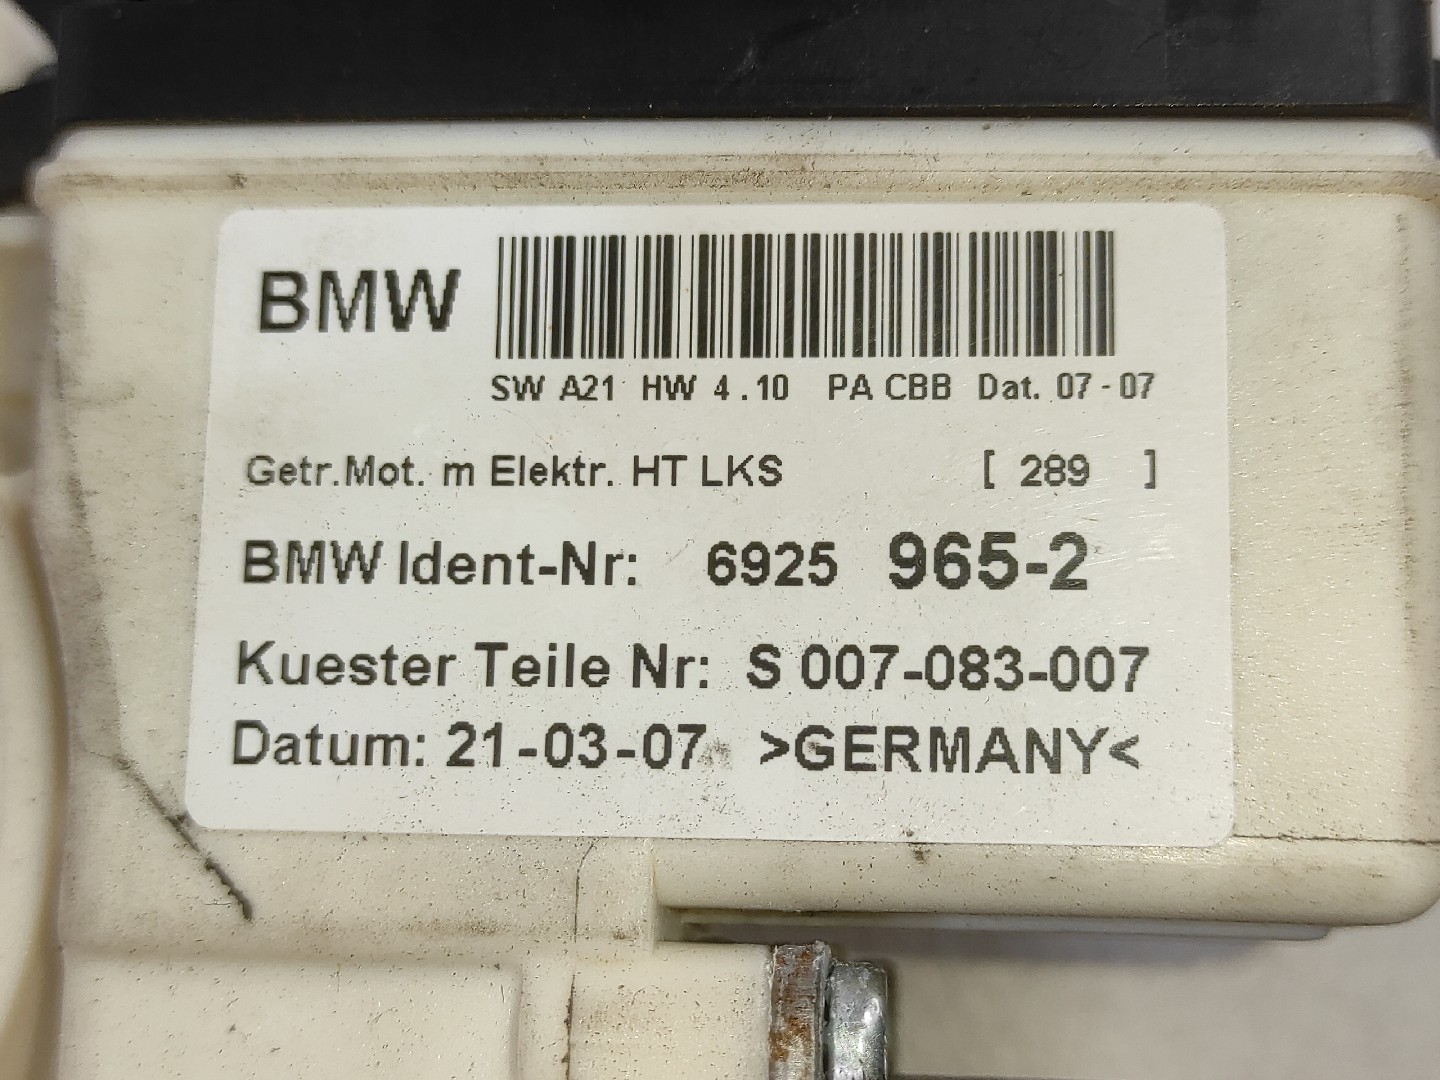 BMW
SW A21 HW 4.10 PA CBB Dat. 07-07
Getr.Mot. m Elektr. HT LKS [ 289 ]
BMW Ident-Nr: 6925 965-2
Kuester Teile Nr: S 007-083-007
Datum: 21-03-07 >GERMANY<